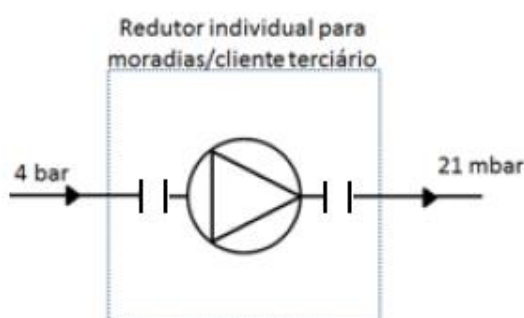 Redutor individual para
moradias/cliente terciário
4 bar
21 mbar